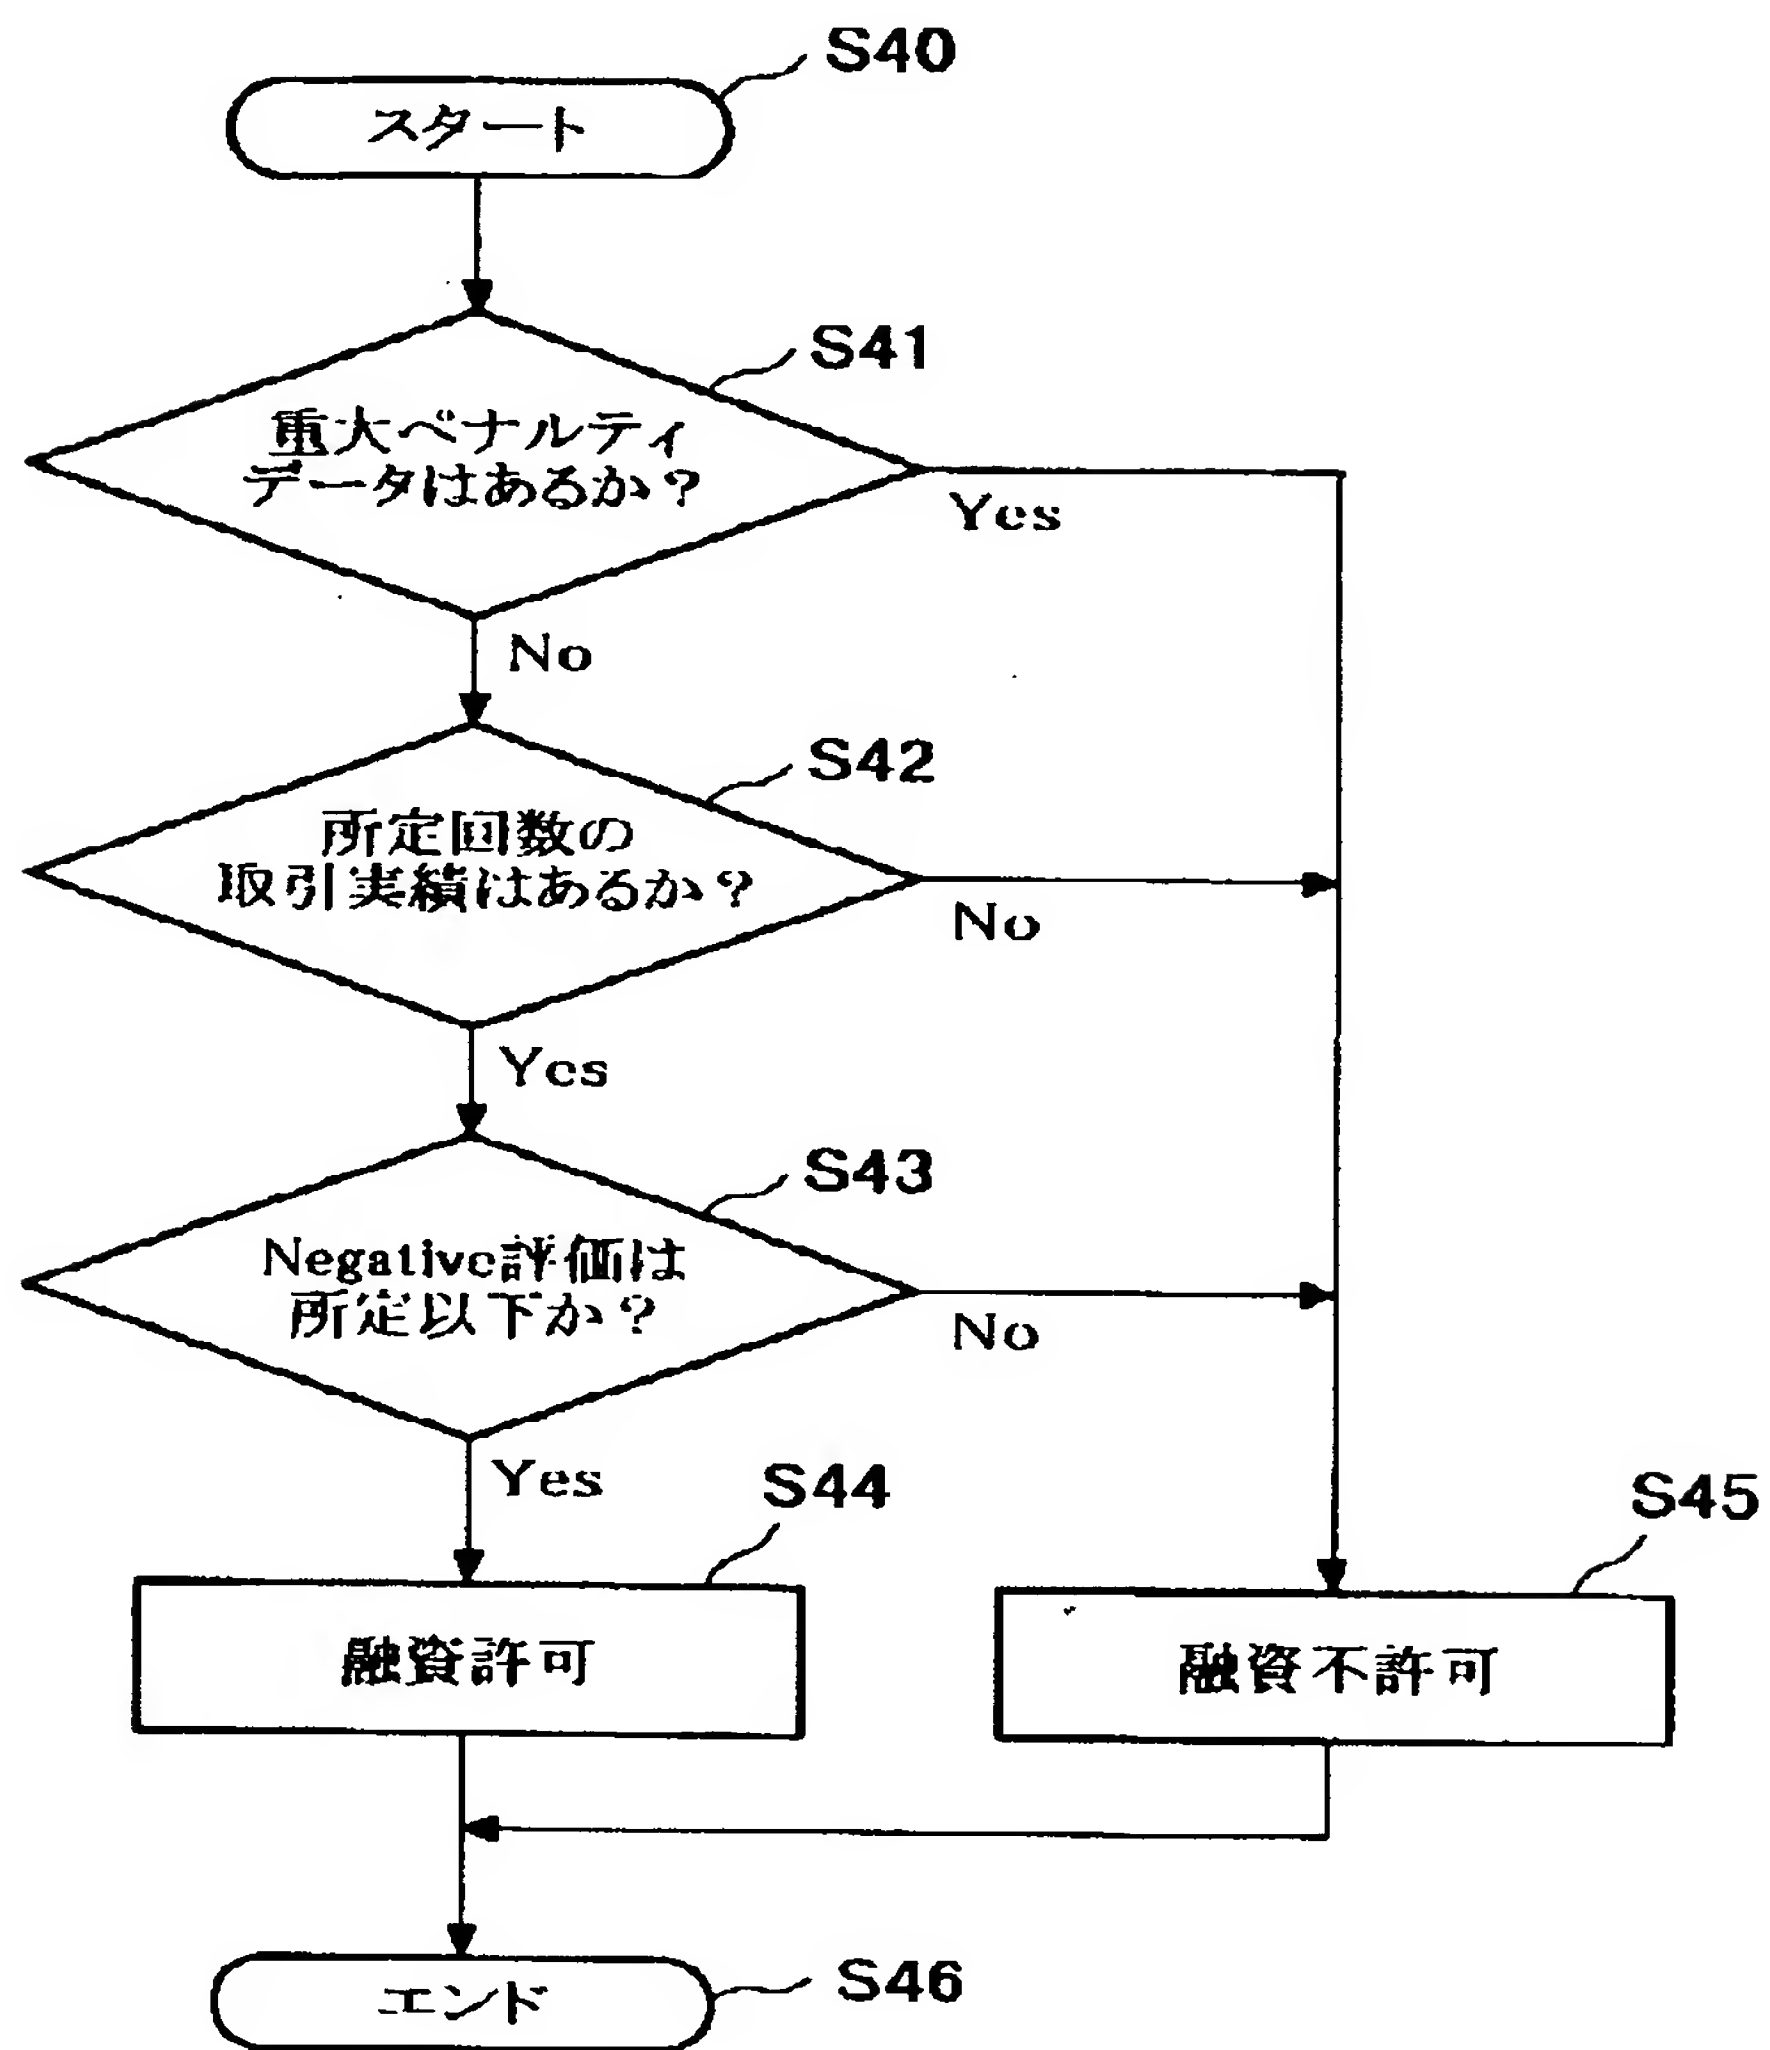 S40
スタート
S41
重大ペナルティ
データはあるか？
Yes
No
S42
所定回数の
取引実績はあるか？
No
Yes
S43
Negative評価は
所定以下か？
No
Yes
S44
S45
融資許可
融資不許可
エンド
S46